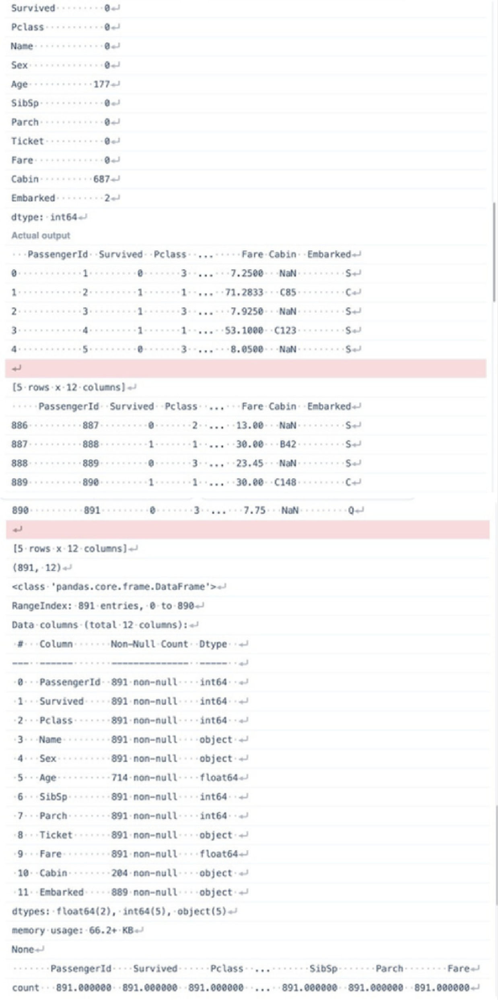 Survived         0
Pclass           0
Name             0
Sex              0
Age            177
SibSp            0
Parch            0
Ticket           0
Fare             0
Cabin          687
Embarked         2
dtype: int64
Actual output
   PassengerId  Survived  Pclass  ...     Fare Cabin  Embarked
0            1         0       3  ...   7.2500   NaN         S
1            2         1       1  ...  71.2833   C85         C
2            3         1       3  ...   7.9250   NaN         S
3            4         1       1  ...  53.1000  C123         S
4            5         0       3  ...   8.0500   NaN         S

[5 rows x 12 columns]
     PassengerId  Survived  Pclass  ...   Fare Cabin  Embarked
886          887         0       2  ...  13.00   NaN         S
887          888         1       1  ...  30.00   B42         S
888          889         0       3  ...  23.45   NaN         S
889          890         1       1  ...  30.00  C148         C
890          891         0       3  ...   7.75   NaN         Q

[5 rows x 12 columns]
(891, 12)
<class 'pandas.core.frame.DataFrame'>
RangeIndex: 891 entries, 0 to 890
Data columns (total 12 columns):
 #   Column       Non-Null Count  Dtype  
---  ------       --------------  -----  
 0   PassengerId  891 non-null    int64  
 1   Survived     891 non-null    int64  
 2   Pclass       891 non-null    int64  
 3   Name         891 non-null    object 
 4   Sex          891 non-null    object 
 5   Age          714 non-null    float64
 6   SibSp        891 non-null    int64  
 7   Parch        891 non-null    int64  
 8   Ticket       891 non-null    object 
 9   Fare         891 non-null    float64
 10  Cabin        204 non-null    object 
 11  Embarked     889 non-null    object 
dtypes: float64(2), int64(5), object(5)
memory usage: 66.2+ KB
None
       PassengerId    Survived      Pclass  ...       SibSp       Parch        Fare
count   891.000000  891.000000  891.000000  ...  891.000000  891.000000  891.000000